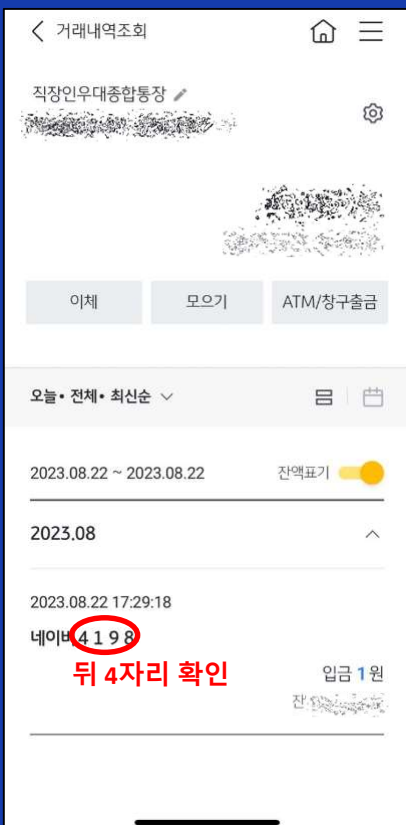 거래내역조회
직장인우대종합통장
이체 모으기 ATM/창구출금
오늘• 전체• 최신순
2023.08.22 ~ 2023.08.22 잔액표기
2023.08
2023.08.22 17:29:18
네이버 4 1 9 8
뒤 4자리 확인
입금 1원
잔